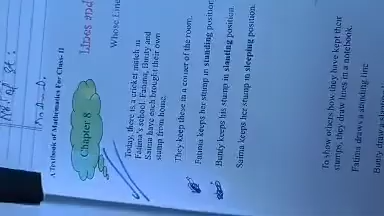 A Textbook of Mathematics For Class- II
Chapter 8
Lines and
Whose Line
Today, there is a cricket match in
Fatima's school. Fatima, Bunty and
Saima have each brought their own
stump from home.
They keep these in a corner of the room.
Fatima keeps her stump in standing position
Bunty keeps his stump in slanting position
Saima keeps her stump in sleeping position.
To show others how they have kept their
stumps, they draw lines in a notebook.
Fatima draws a standing line
Bunty draws